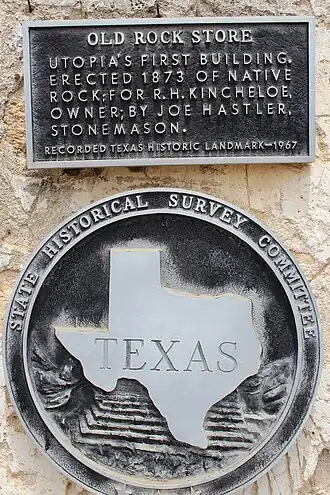 OLD ROCK STORE
UTOPIA'S FIRST BUILDING.
ERECTED 1873 OF NATIVE
ROCK; FOR R.H. KINCHELOE,
OWNER; BY JOE HASTLER,
STONEMASON.
RECORDED TEXAS HISTORIC LANDMARK-1967
STATE HISTORICAL SURVEY COMMITTEE
TEXAS